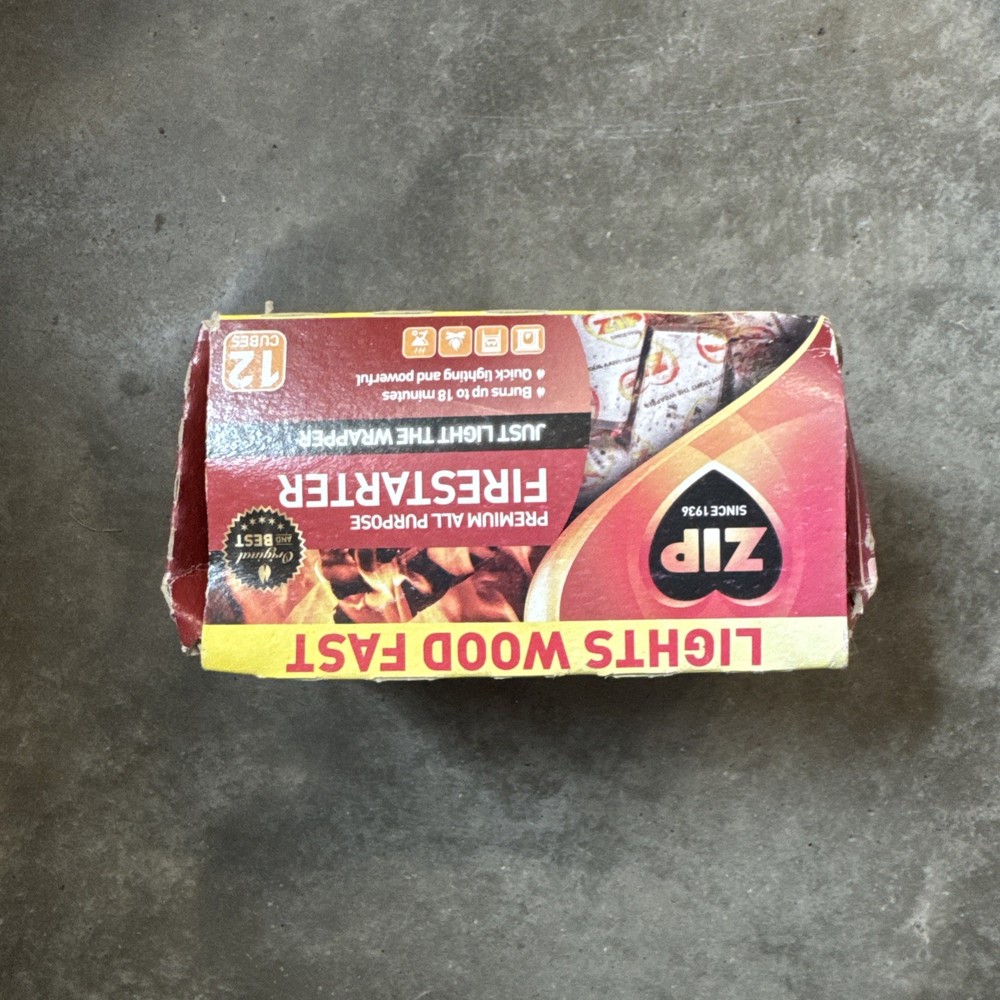 LIGHTS WOOD FAST
ZIP
SINCE 1936
Original
AND BEST
PREMIUM ALL PURPOSE
FIRESTARTER
JUST LIGHT THE WRAPPER
Burns up to 18 minutes
Quick lighting and powerful
12
CUBES